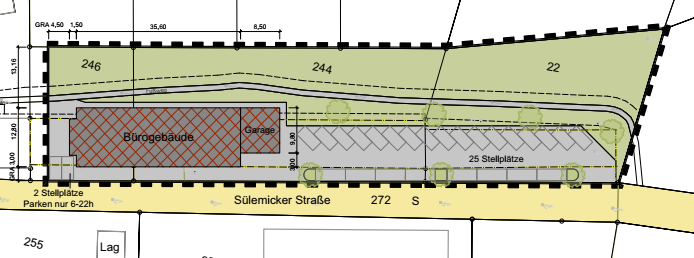 GRA 4,50
1,50
35,60
8,50
13,16
246
244
22
12,80
Bürogebäude
Garage
9,80
3,00
GRA 3,00
25 Stellplätze
2 Stellplätze
Parken nur 6-22h
Sülemicker Straße
272
S
255
Lag